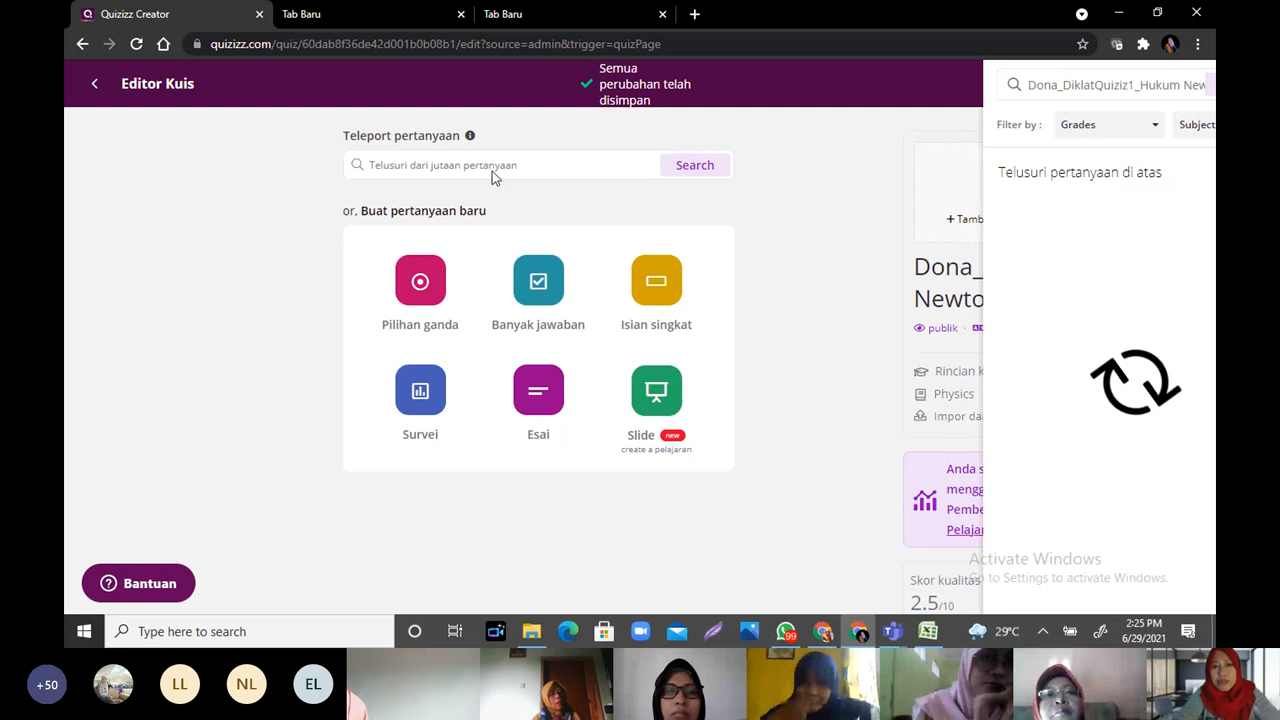 Quizizz Creator
Tab Baru
Tab Baru
quizizz.com/quiz/60dab8f36de42d001b0b08b1/edit?source=admin&trigger=quizPage
Editor Kuis
Semua
perubahan telah
disimpan
Dona_DiklatQuiziz1_Hukum New
Filter by :
Grades
Subject
Telusuri pertanyaan di atas
Teleport pertanyaan
Telusuri dari jutaan pertanyaan
Search
or, Buat pertanyaan baru
Pilihan ganda
Banyak jawaban
Isian singkat
Survei
Esai
Slide new
create a pelajaran
+ Tamb
Dona_
Newto
publik
Rincian k
Physics
Impor da
Anda s
mengg
Pembe
Pelajar
Skor kualitas
2.5/10
Activate Windows
Go to Settings to activate Windows.
Bantuan
Type here to search
99
29°C
2:25 PM
6/29/2021
+50
LL
NL
EL